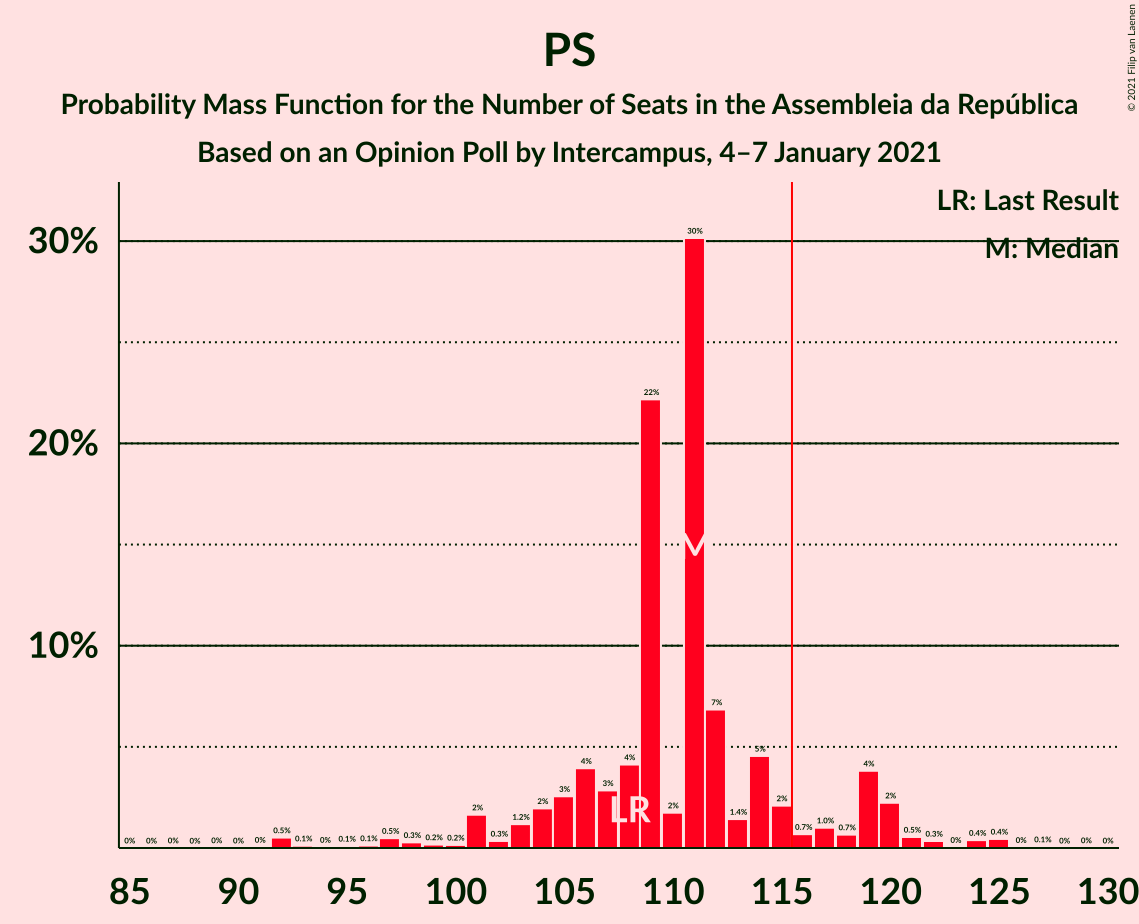 PS
Probability Mass Function for the Number of Seats in the Assembleia da República
Based on an Opinion Poll by Intercampus, 4–7 January 2021
© 2021 Filip van Laenen
LR: Last Result
M: Median
30%
20%
10%
0% 0% 0% 0% 0% 0% 0% 0.5% 0.1% 0% 0.1% 0.1% 0.5% 0.3% 0.2% 0.2% 2% 0.3% 1.2% 2% 3% 4% 3% 4% 22% 2% 30% 7% 1.4% 5% 2% 0.7% 1.0% 0.7% 4% 2% 0.5% 0.3% 0% 0.4% 0.4% 0% 0.1% 0% 0% 0%
M
LR
85 90 95 100 105 110 115 120 125 130